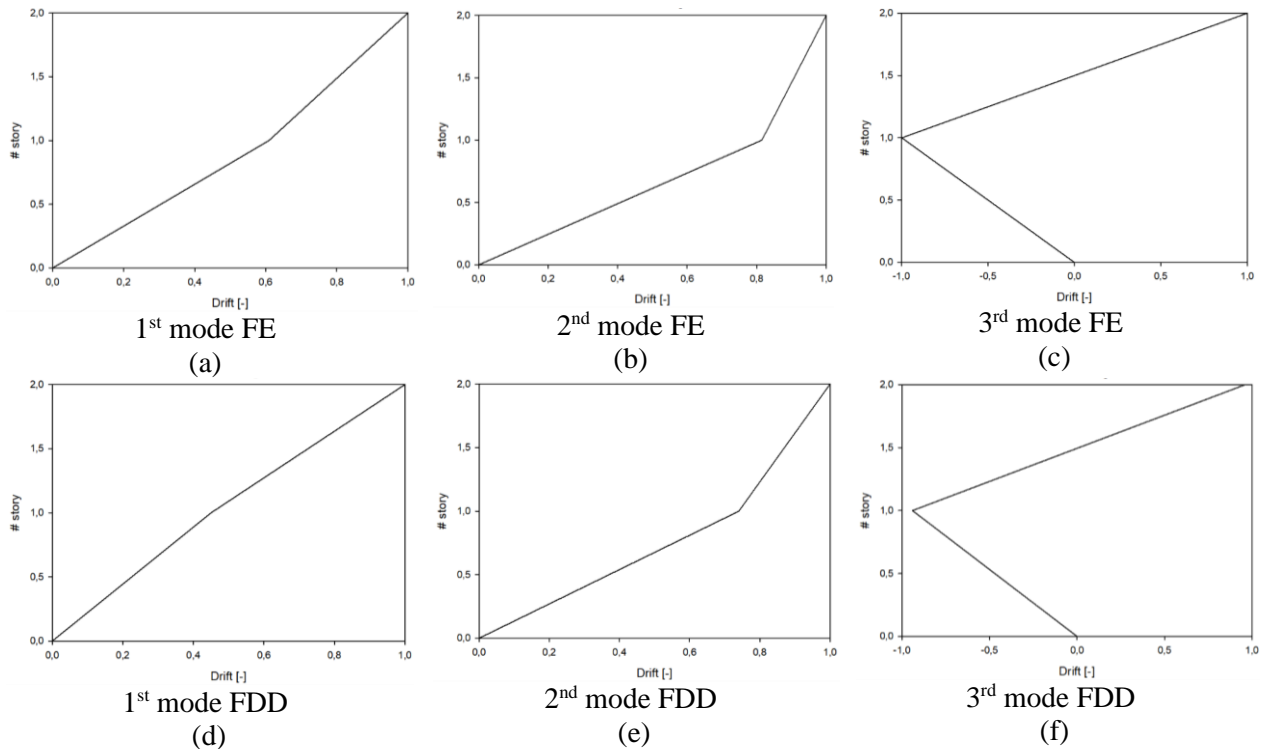 2,0
1,5
1,0
0,5
0,0
# story
0,0 0,2 0,4 0,6 0,8 1,0
Drift [-]
1st mode FE
(a)
2,0
1,5
1,0
0,5
0,0
# story
0,0 0,2 0,4 0,6 0,8 1,0
Drift [-]
2nd mode FE
(b)
2,0
1,5
1,0
0,5
0,0
# story
-1,0 -0,5 0,0 0,5 1,0
Drift [-]
3rd mode FE
(c)
2,0
1,5
1,0
0,5
0,0
# story
0,0 0,2 0,4 0,6 0,8 1,0
Drift [-]
1st mode FDD
(d)
2,0
1,5
1,0
0,5
0,0
# story
0,0 0,2 0,4 0,6 0,8 1,0
Drift [-]
2nd mode FDD
(e)
2,0
1,5
1,0
0,5
0,0
# story
-1,0 -0,5 0,0 0,5 1,0
Drift [-]
3rd mode FDD
(f)